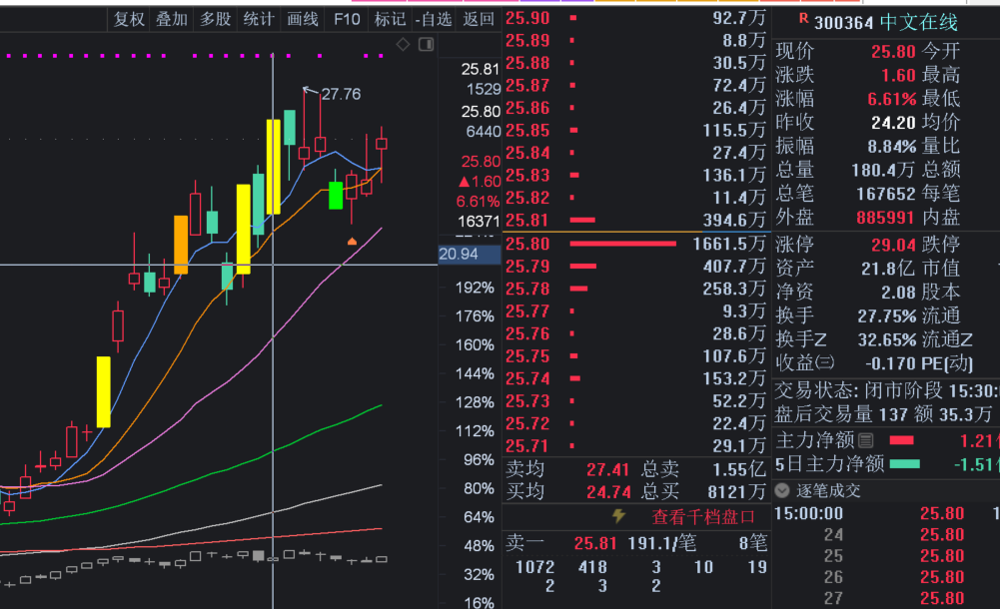 复权 叠加 多股 统计 画线 F10 标记 -自选 返回
27.76
25.81
1529
25.80
6440
25.80
▲1.60
6.61%
16371
20.94
192%
176%
160%
144%
128%
112%
96%
80%
64%
48%
32%
16%
25.90 92.7万
25.89 8.8万
25.88 30.5万
25.87 72.4万
25.86 26.4万
25.85 115.5万
25.84 27.4万
25.83 136.1万
25.82 11.4万
25.81 394.6万
25.80 1661.5万
25.79 407.7万
25.78 258.3万
25.77 9.3万
25.76 28.6万
25.75 107.6万
25.74 153.2万
25.73 52.2万
25.72 22.4万
25.71 29.1万
卖均 27.41 总卖 1.55亿
买均 24.74 总买 8121万
查看千档盘口
卖一 25.81 191.1/笔 8笔
1072 418 3 10 19
2 3 2
R 300364 中文在线
现价 25.80 今开
涨跌 1.60 最高
涨幅 6.61% 最低
昨收 24.20 均价
振幅 8.84% 量比
总量 180.4万 总额
总笔 167652 每笔
外盘 885991 内盘
涨停 29.04 跌停
资产 21.8亿 市值
净资 2.08 股本
换手 27.75% 流通
换手Z 32.65% 流通Z
收益㈢ -0.170 PE(动)
交易状态: 闭市阶段 15:30:
盘后交易量 137 额 35.3万
主力净额 1.21
5日主力净额 -1.51
逐笔成交
15:00:00 25.80 1
24 25.80
25 25.80
26 25.80
27 25.80